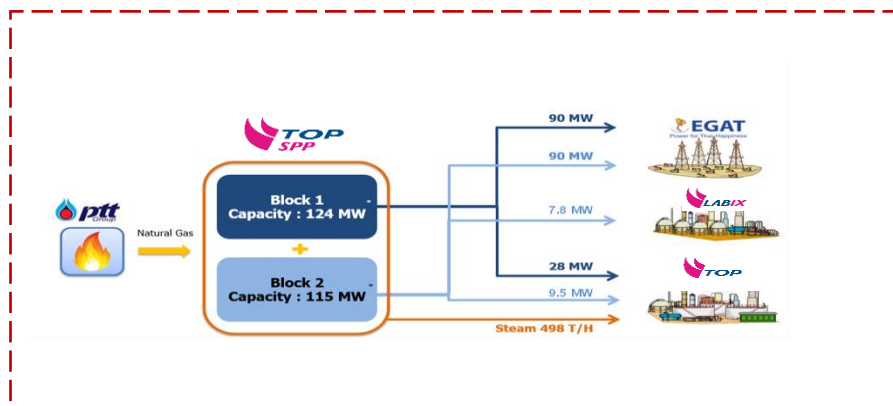 TOP
SPP
ptt
Group
Natural Gas
Block 1
Capacity : 124 MW
Block 2
Capacity : 115 MW
90 MW
90 MW
7.8 MW
28 MW
9.5 MW
Steam 498 T/H
EGAT
Power for Thai Happiness
LABIX
TOP